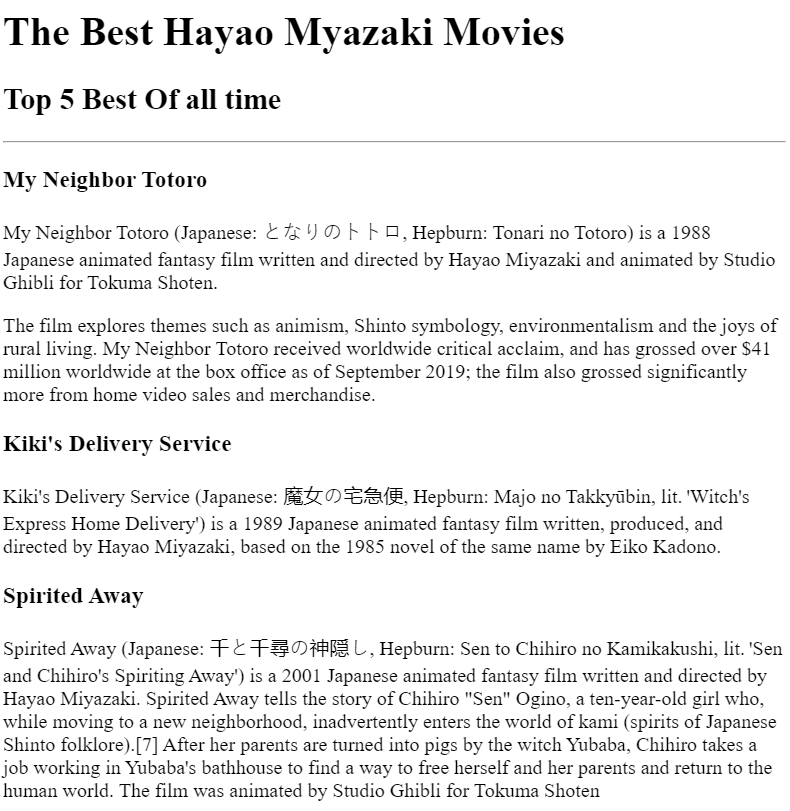 The Best Hayao Myazaki Movies
Top 5 Best Of all time
My Neighbor Totoro
My Neighbor Totoro (Japanese: となりのトトロ, Hepburn: Tonari no Totoro) is a 1988
Japanese animated fantasy film written and directed by Hayao Miyazaki and animated by Studio
Ghibli for Tokuma Shoten.
The film explores themes such as animism, Shinto symbology, environmentalism and the joys of
rural living. My Neighbor Totoro received worldwide critical acclaim, and has grossed over $41
million worldwide at the box office as of September 2019; the film also grossed significantly
more from home video sales and merchandise.
Kiki's Delivery Service
Kiki's Delivery Service (Japanese: 魔女の宅急便, Hepburn: Majo no Takkyūbin, lit. 'Witch's
Express Home Delivery') is a 1989 Japanese animated fantasy film written, produced, and
directed by Hayao Miyazaki, based on the 1985 novel of the same name by Eiko Kadono.
Spirited Away
Spirited Away (Japanese: 千と千尋の神隠し, Hepburn: Sen to Chihiro no Kamikakushi, lit. 'Sen
and Chihiro's Spiriting Away') is a 2001 Japanese animated fantasy film written and directed by
Hayao Miyazaki. Spirited Away tells the story of Chihiro "Sen" Ogino, a ten-year-old girl who,
while moving to a new neighborhood, inadvertently enters the world of kami (spirits of Japanese
Shinto folklore).[7] After her parents are turned into pigs by the witch Yubaba, Chihiro takes a
job working in Yubaba's bathhouse to find a way to free herself and her parents and return to the
human world. The film was animated by Studio Ghibli for Tokuma Shoten